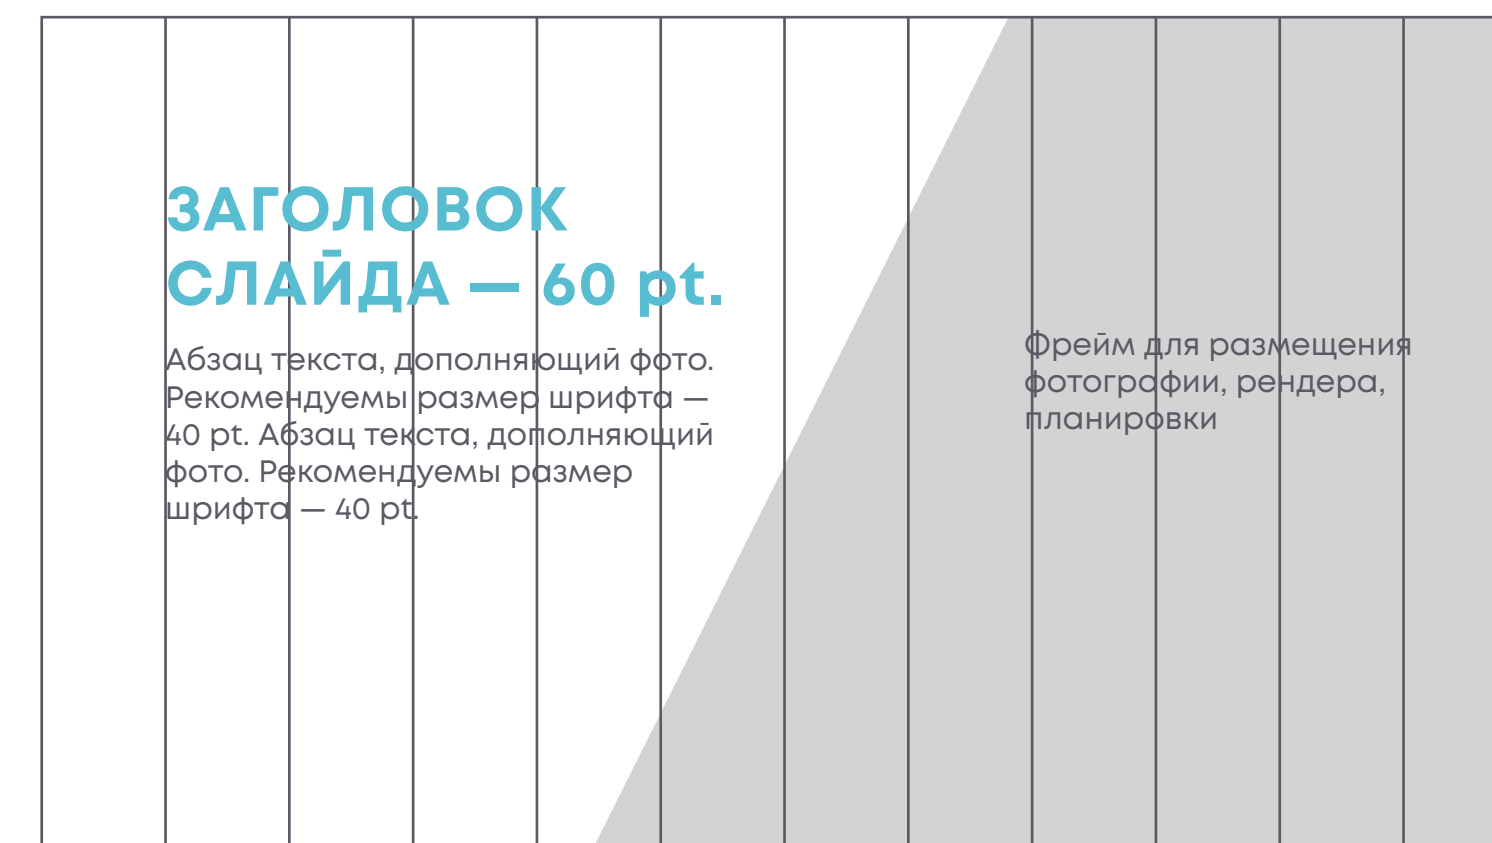 ЗАГОЛОВОК
СЛАЙДА — 60 pt.
Абзац текста, дополняющий фото.
Рекомендуемы размер шрифта —
40 pt. Абзац текста, дополняющий
фото. Рекомендуемы размер
шрифта — 40 pt.
Фрейм для размещения
фотографии, рендера,
планировки